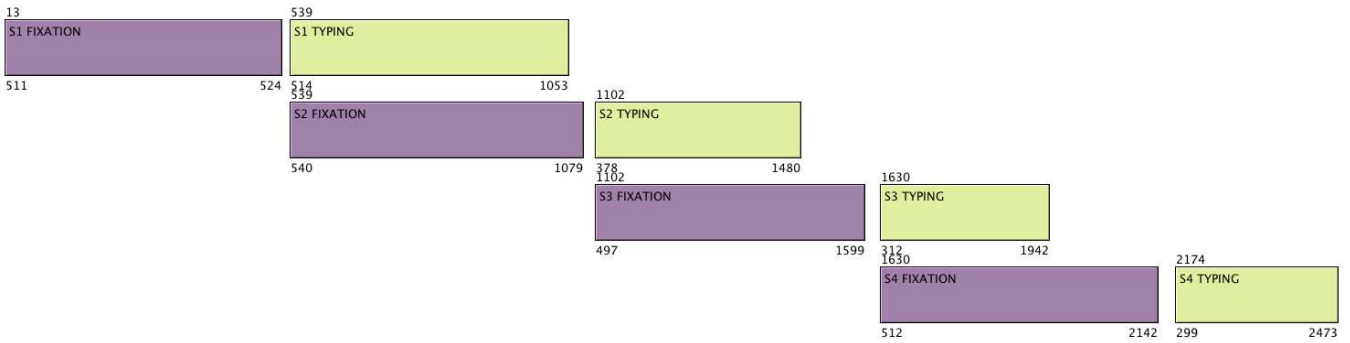 13 539
S1 FIXATION S1 TYPING
511 524 514 1053
539 1102
S2 FIXATION S2 TYPING
540 1079 378 1480
1102 1630
S3 FIXATION S3 TYPING
497 1599 312 1942
1630 2174
S4 FIXATION S4 TYPING
512 2142 299 2473